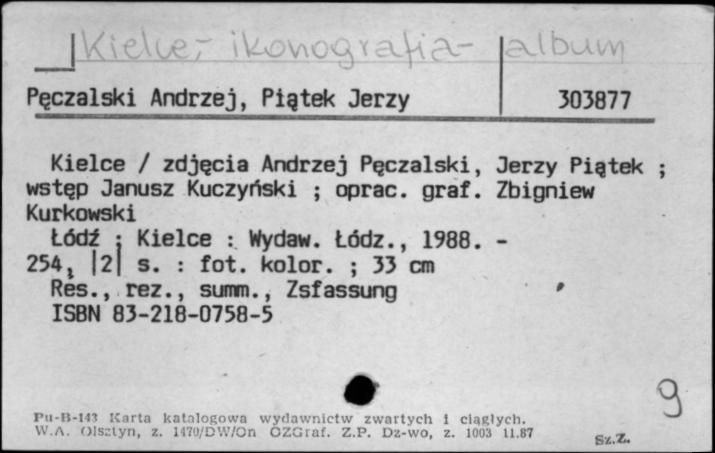 Kielce,- ikonografia- album
Pęczalski Andrzej, Piątek Jerzy 303877
Kielce / zdjęcia Andrzej Pęczalski, Jerzy Piątek ;
wstęp Janusz Kuczyński ; oprac. graf. Zbigniew
Kurkowski
Łódź ; Kielce : Wydaw. Łódz., 1988. -
254, |2| s. : fot. kolor. ; 33 cm
Res., rez., summ., Zsfassung
ISBN 83-218-0758-5
9
Pu-B-143 Karta katalogowa wydawnictw zwartych i ciągłych.
W.A. Olsztyn, z. 1470/DW/On OZGraf. Z.P. Dz-wo, z. 1003 11.87
Sz.Z.